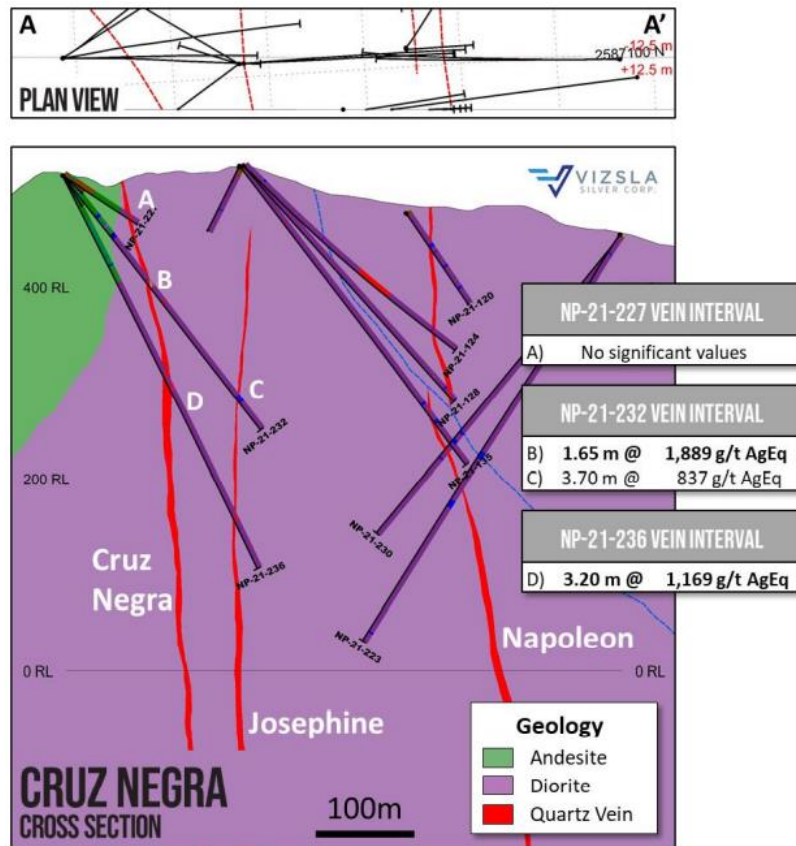 A A'
-12.5 m
2587100 N
+12.5 m
PLAN VIEW
VIZSLA
SILVER CORP.
A
NP-21-227
B
400 RL
NP-21-120
NP-21-124
NP-21-227 VEIN INTERVAL
A) No significant values
D C
NP-21-128
NP-21-232
NP-21-232 VEIN INTERVAL
B) 1.65 m @ 1,889 g/t AgEq
C) 3.70 m @ 837 g/t AgEq
200 RL
NP-21-135
NP-21-230
NP-21-236 VEIN INTERVAL
D) 3.20 m @ 1,169 g/t AgEq
Cruz
Negra
NP-21-236
NP-21-223
Napoleon
0 RL 0 RL
Josephine
Geology
Andesite
Diorite
Quartz Vein
CRUZ NEGRA
CROSS SECTION
100m